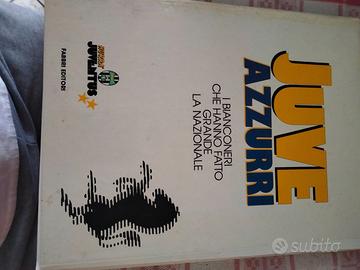 JUVE
AZZURRI
I BIANCONERI
CHE HANNO FATTO
GRANDE
LA NAZIONALE
JUVENTUS
FABBRI EDITORI
subito